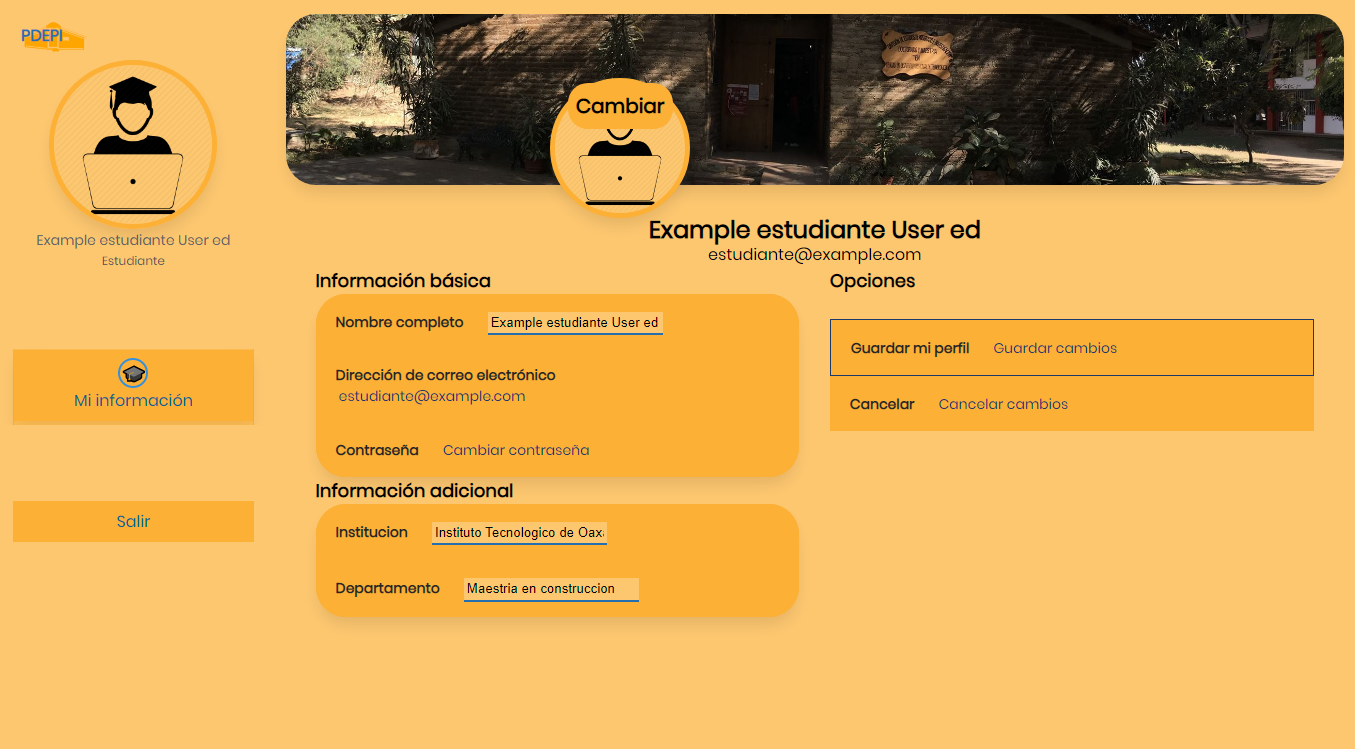 PDEPI
Example estudiante User ed
Estudiante
Mi información
Salir
Cambiar
Example estudiante User ed
estudiante@example.com
Información básica
Nombre completo Example estudiante User ed
Dirección de correo electrónico
estudiante@example.com
Contraseña Cambiar contraseña
Información adicional
Institucion Instituto Tecnologico de Oax
Departamento Maestria en construccion
Opciones
Guardar mi perfil Guardar cambios
Cancelar Cancelar cambios